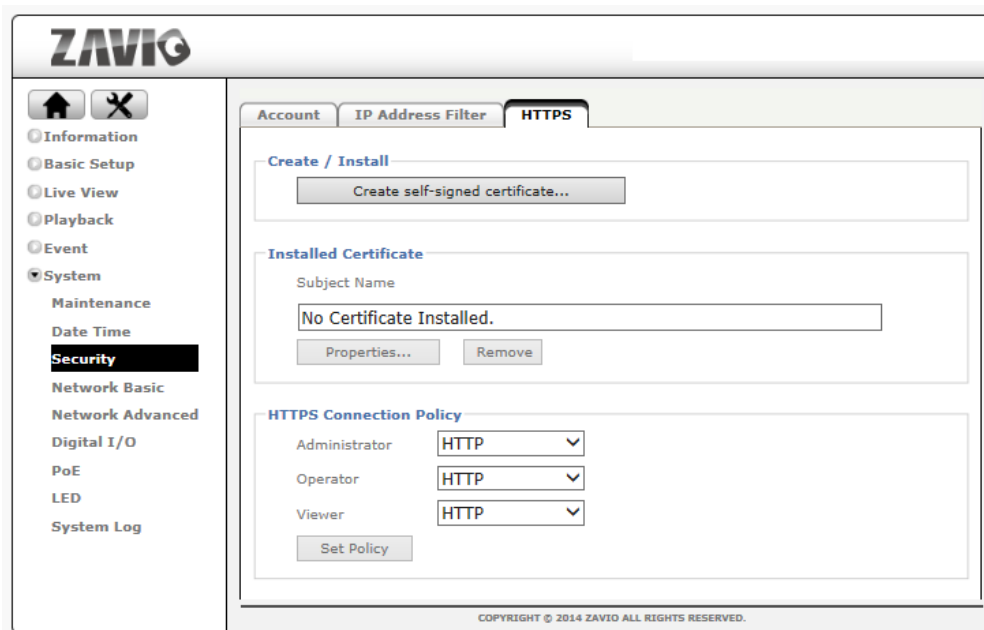 ZAVIO
Information
Basic Setup
Live View
Playback
Event
System
Maintenance
Date Time
Security
Network Basic
Network Advanced
Digital I/O
PoE
LED
System Log
Account
IP Address Filter
HTTPS
Create / Install
Create self-signed certificate...
Installed Certificate
Subject Name
No Certificate Installed.
Properties...
Remove
HTTPS Connection Policy
Administrator HTTP
Operator HTTP
Viewer HTTP
Set Policy
COPYRIGHT © 2014 ZAVIO ALL RIGHTS RESERVED.